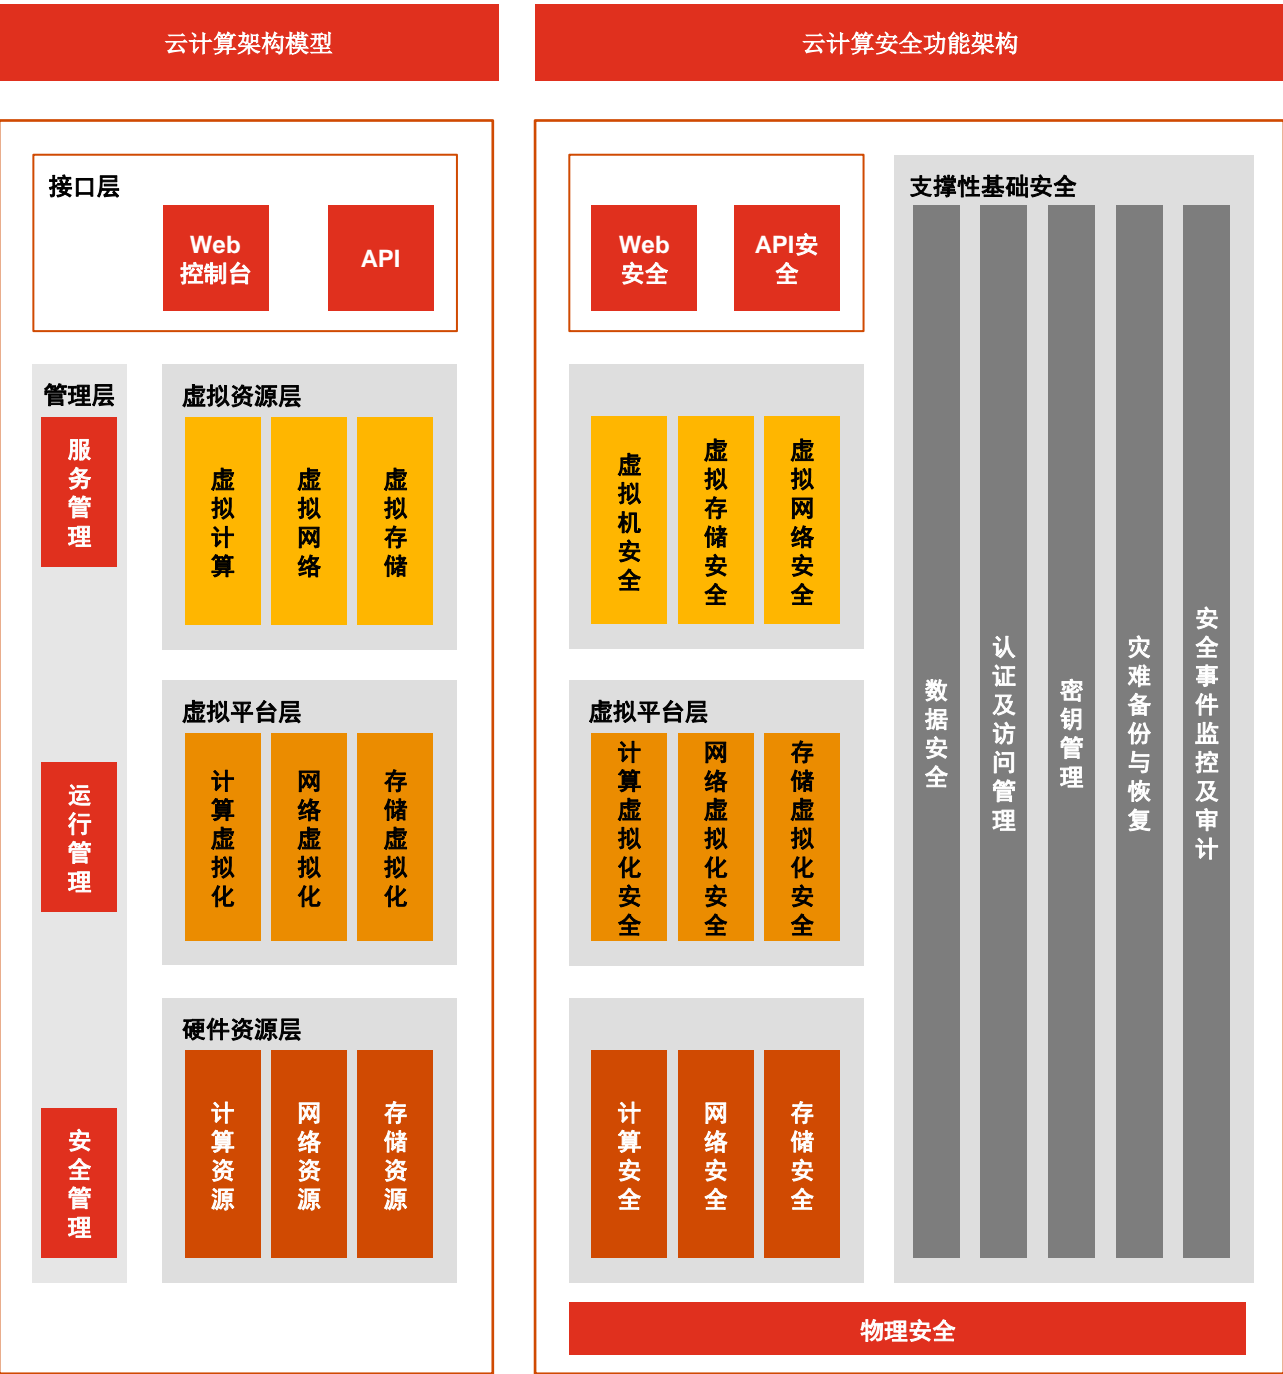 云计算架构模型
云计算安全功能架构
接口层
Web
控制台
API
管理层
服务管理
运行管理
安全管理
虚拟资源层
虚拟计算
虚拟网络
虚拟存储
虚拟平台层
计算虚拟化
网络虚拟化
存储虚拟化
硬件资源层
计算资源
网络资源
存储资源
Web
安全
API安
全
虚拟机安全
虚拟存储安全
虚拟网络安全
虚拟平台层
计算虚拟化安全
网络虚拟化安全
存储虚拟化安全
计算安全
网络安全
存储安全
支撑性基础安全
数据安全
认证及访问管理
密钥管理
灾难备份与恢复
安全事件监控及审计
物理安全